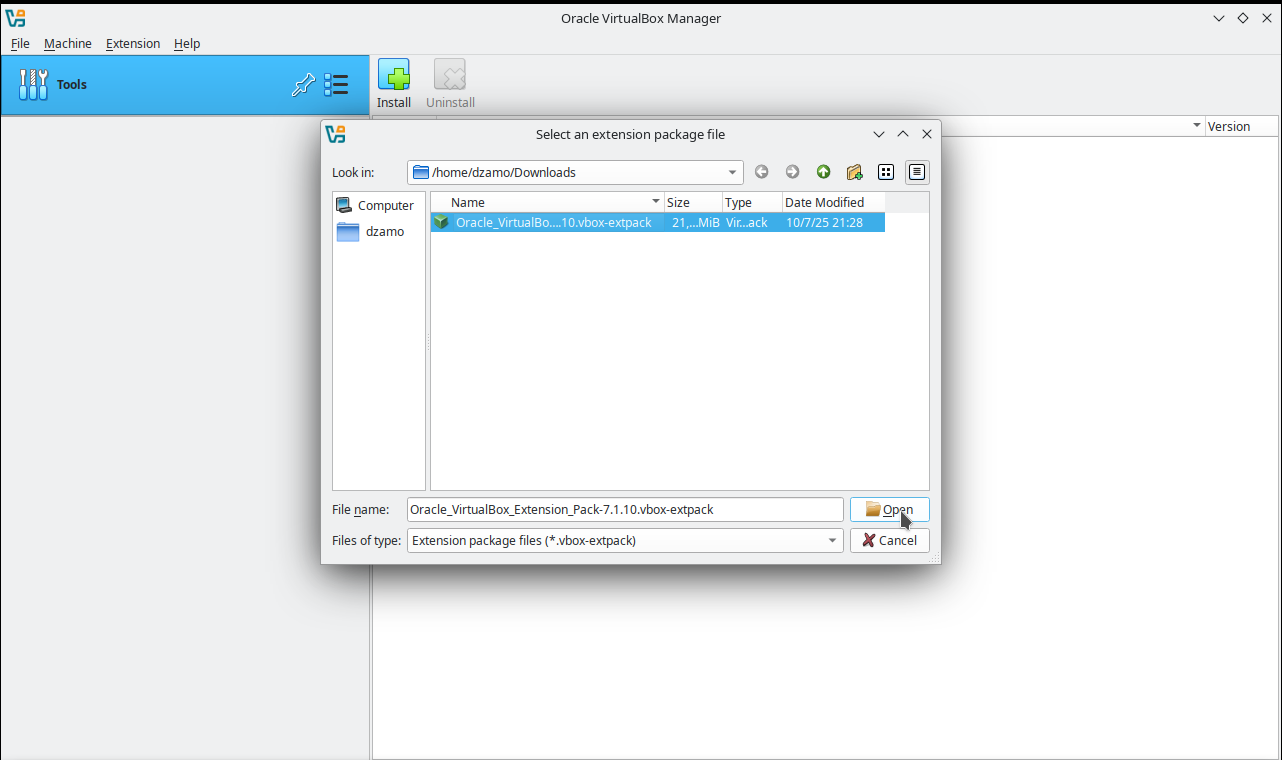 Oracle VirtualBox Manager
File Machine Extension Help
Tools
Install Uninstall
Version
Select an extension package file
Look in: /home/dzamo/Downloads
Computer
dzamo
Name Size Type Date Modified
Oracle_VirtualBo....10.vbox-extpack 21,...MiB Vir...ack 10/7/25 21:28
File name: Oracle_VirtualBox_Extension_Pack-7.1.10.vbox-extpack Open
Files of type: Extension package files (*.vbox-extpack) Cancel